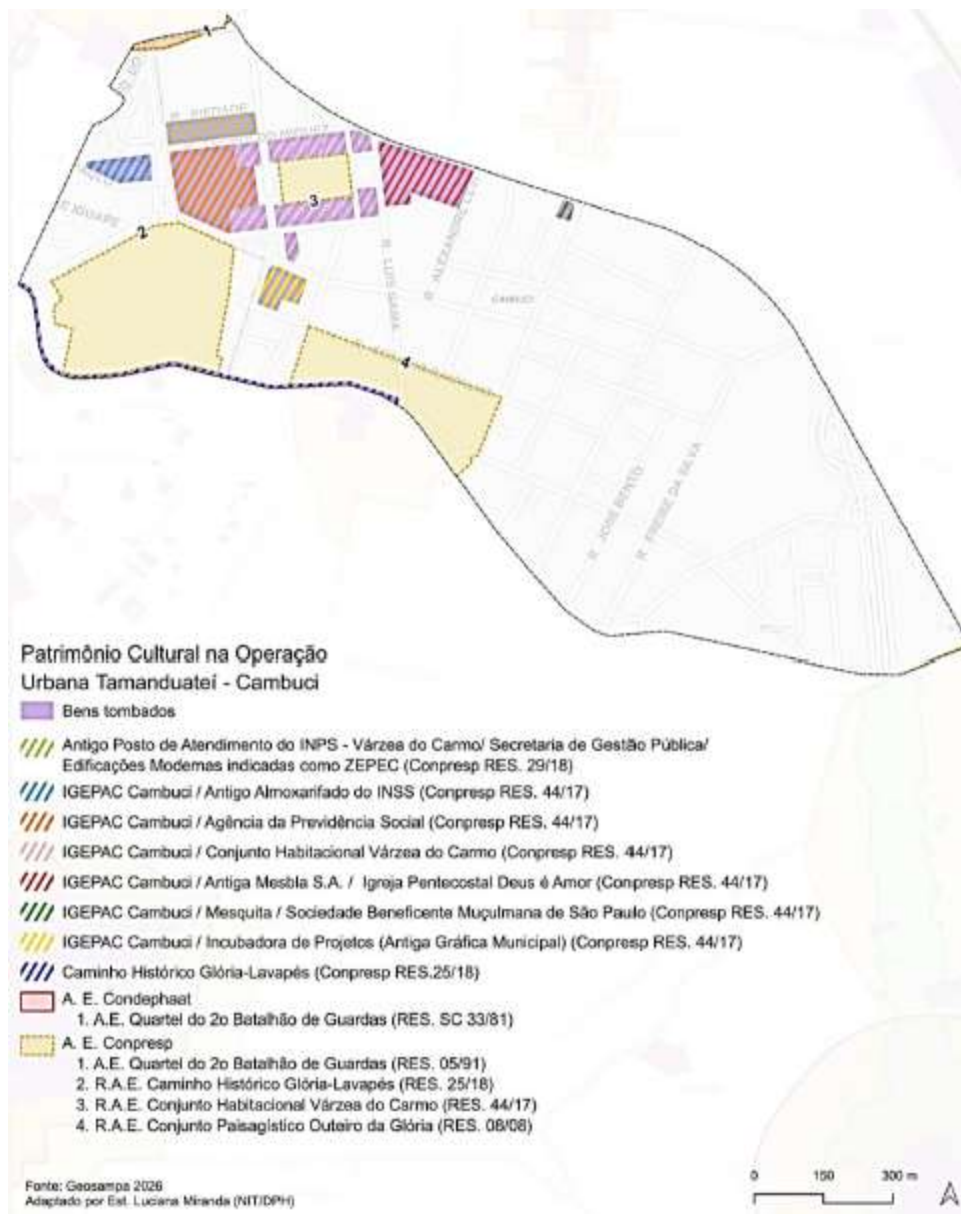 1
R. PIEDADE
R. IGUAPE
2
3
R. LUIS GAMA
R. ALEXANDRE LEVI
CAMBUCI
4
R. JOSÉ BENTO
R. FREIRE DA SILVA
Patrimônio Cultural na Operação
Urbana Tamanduateí - Cambuci
Bens tombados
Antigo Posto de Atendimento do INPS - Várzea do Carmo/ Secretaria de Gestão Pública/
Edificações Modernas indicadas como ZEPEC (Conpresp RES. 29/18)
IGEPAC Cambuci / Antigo Almoxarifado do INSS (Conpresp RES. 44/17)
IGEPAC Cambuci / Agência da Previdência Social (Conpresp RES. 44/17)
IGEPAC Cambuci / Conjunto Habitacional Várzea do Carmo (Conpresp RES. 44/17)
IGEPAC Cambuci / Antiga Mesbla S.A. / Igreja Pentecostal Deus é Amor (Conpresp RES. 44/17)
IGEPAC Cambuci / Mesquita / Sociedade Beneficente Muçulmana de São Paulo (Conpresp RES. 44/17)
IGEPAC Cambuci / Incubadora de Projetos (Antiga Gráfica Municipal) (Conpresp RES. 44/17)
Caminho Histórico Glória-Lavapés (Conpresp RES.25/18)
A. E. Condephaat
1. A.E. Quartel do 2o Batalhão de Guardas (RES. SC 33/81)
A. E. Conpresp
1. A.E. Quartel do 2o Batalhão de Guardas (RES. 05/91)
2. R.A.E. Caminho Histórico Glória-Lavapés (RES. 25/18)
3. R.A.E. Conjunto Habitacional Várzea do Carmo (RES. 44/17)
4. R.A.E. Conjunto Paisagístico Outeiro da Glória (RES. 08/08)
Fonte: Geosampa 2026
Adaptado por Est. Luciana Miranda (NIT/DPH)
0 150 300 m